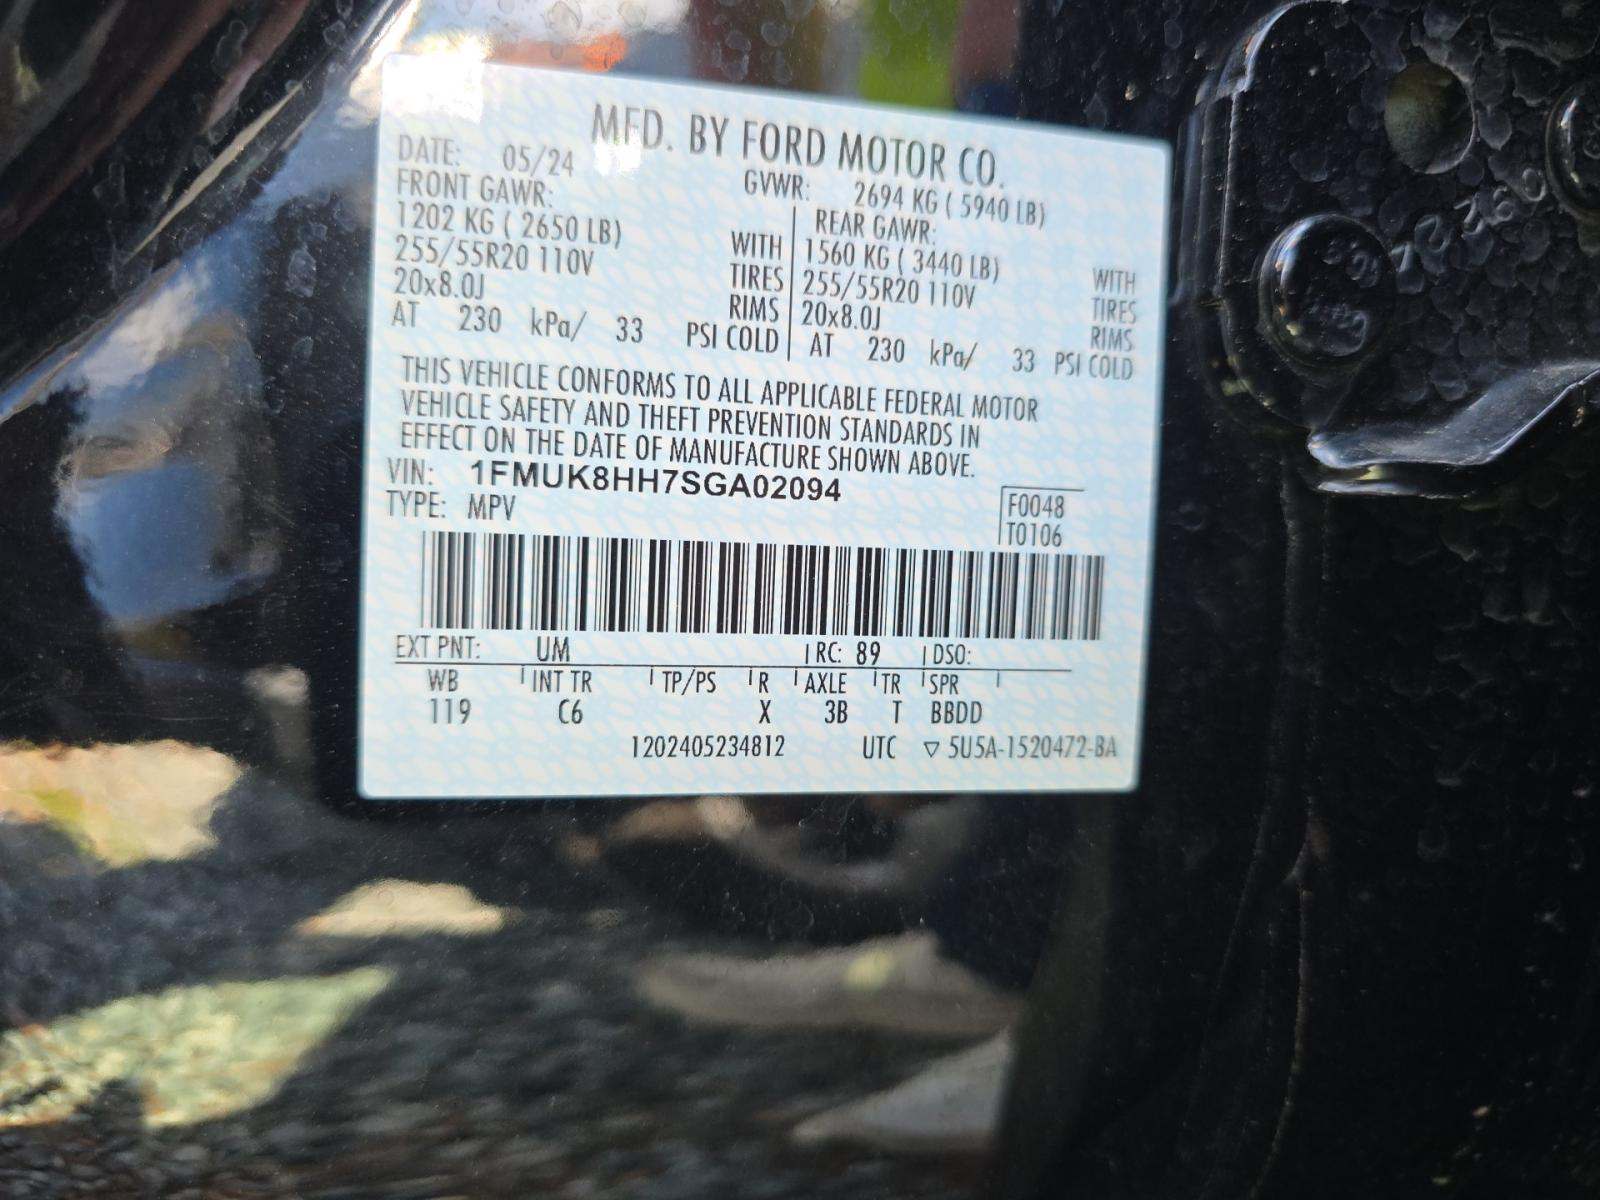 MFD. BY FORD MOTOR CO.
DATE: 05/24 GVWR: 2694 KG ( 5940 LB)
FRONT GAWR: REAR GAWR:
1202 KG ( 2650 LB) WITH 1560 KG ( 3440 LB) WITH
255/55R20 110V TIRES 255/55R20 110V TIRES
20x8.0J RIMS 20x8.0J RIMS
AT 230 kPa/ 33 PSI COLD AT 230 kPa/ 33 PSI COLD
THIS VEHICLE CONFORMS TO ALL APPLICABLE FEDERAL MOTOR
VEHICLE SAFETY AND THEFT PREVENTION STANDARDS IN
EFFECT ON THE DATE OF MANUFACTURE SHOWN ABOVE.
VIN: 1FMUK8HH7SGA02094
TYPE: MPV
F0048
T0106
EXT PNT: UM RC: 89 DSO:
WB INT TR TP/PS R AXLE TR SPR
119 C6 X 3B T BBDD
1202405234812 UTC ▽ 5U5A-1520472-BA